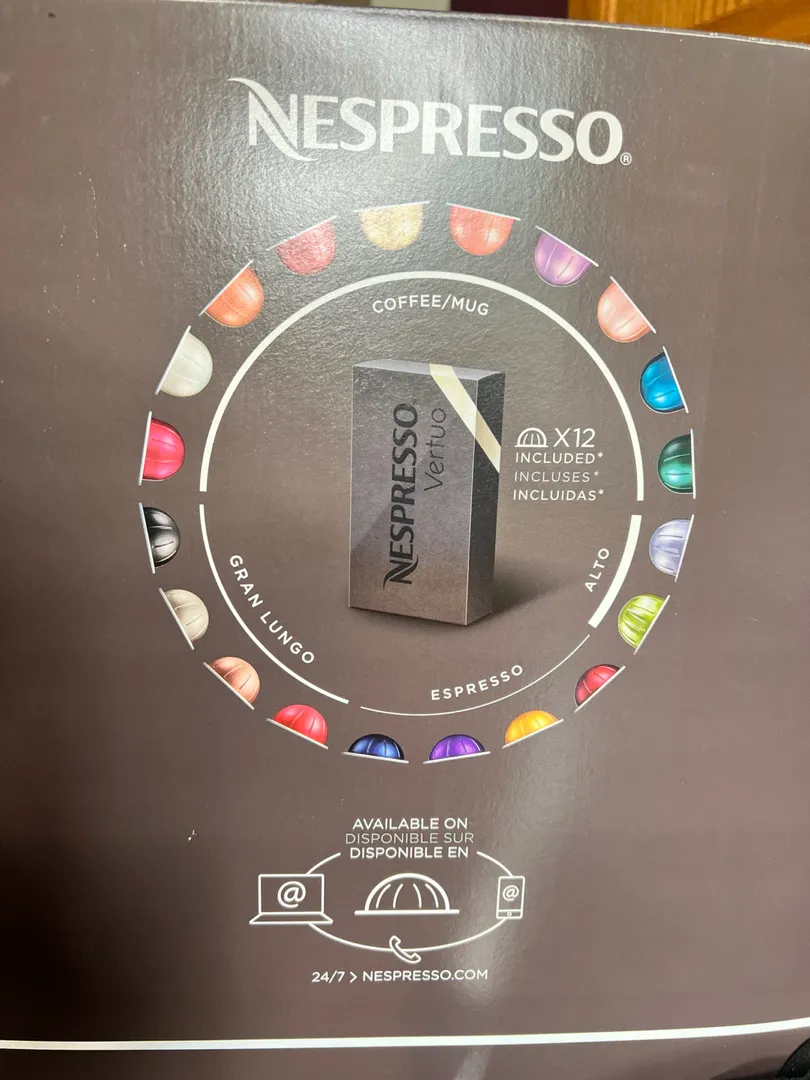 NESPRESSO®
COFFEE/MUG
NESPRESSO
Vertuo
X12
INCLUDED*
INCLUSES*
INCLUIDAS*
ALTO
GRAN LUNGO
ESPRESSO
AVAILABLE ON
DISPONIBLE SUR
DISPONIBLE EN
@
@
24/7 > NESPRESSO.COM